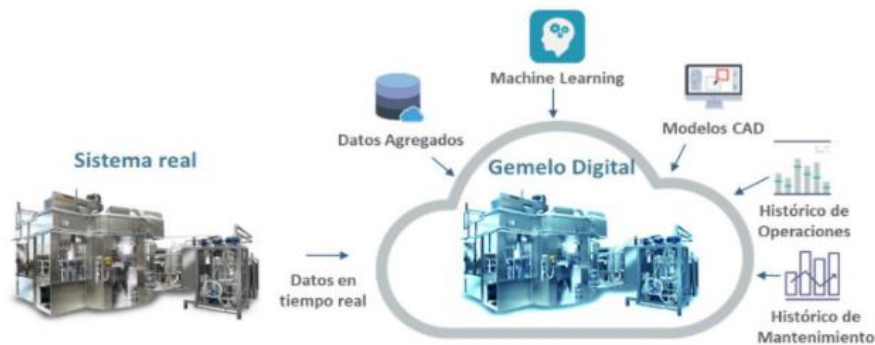 Machine Learning
Datos Agregados
Modelos CAD
Sistema real
Gemelo Digital
Histórico de
Operaciones
Datos en
tiempo real
Histórico de
Mantenimiento